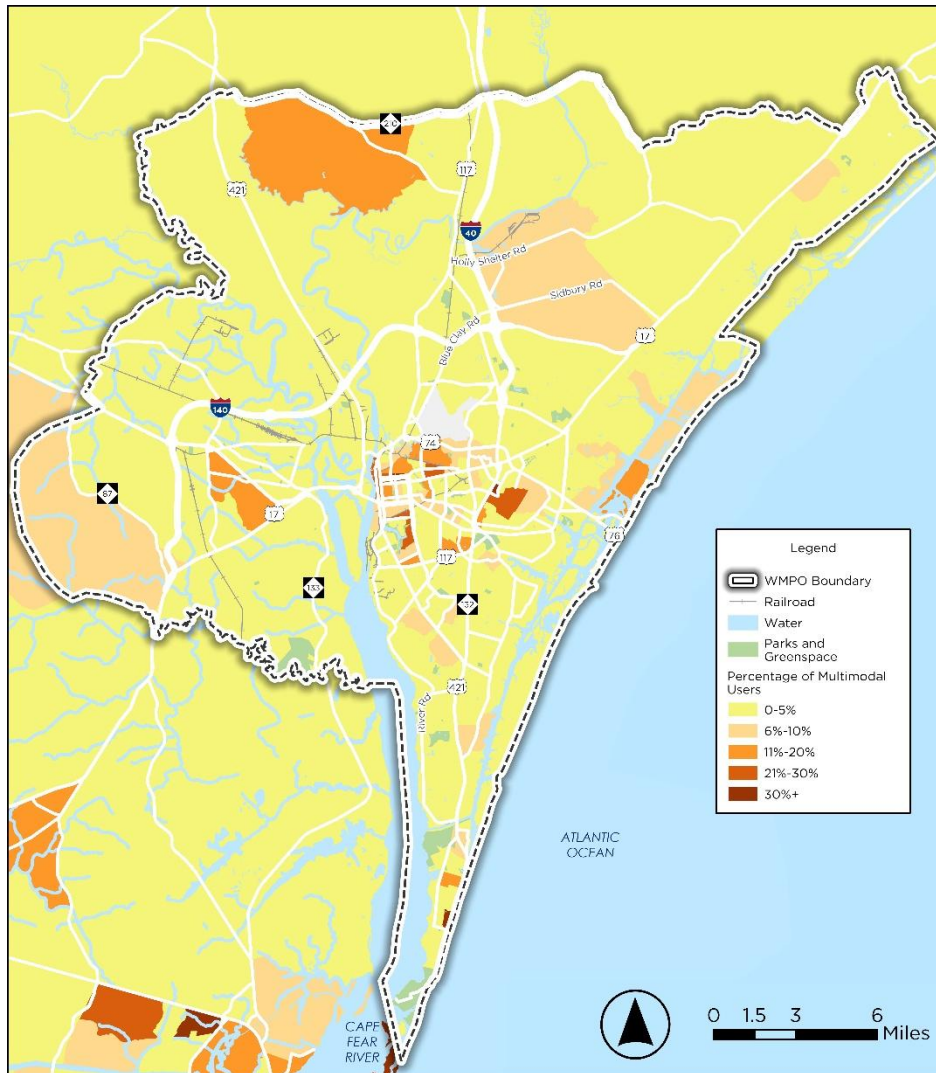 210
421
117
40
Holly Shelter Rd
Sidbury Rd
17
Blue Clay Rd
140
74
87
17
76
117
133
132
421
River Rd
Legend
WMPO Boundary
Railroad
Water
Parks and
Greenspace
Percentage of Multimodal
Users
0-5%
6%-10%
11%-20%
21%-30%
30%+
ATLANTIC
OCEAN
CAPE
FEAR
RIVER
0 1.5 3 6
Miles